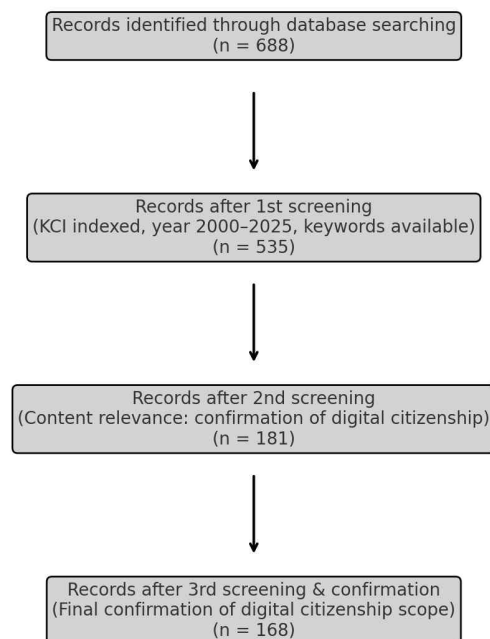 Records identified through database searching
(n = 688)
Records after 1st screening
(KCI indexed, year 2000–2025, keywords available)
(n = 535)
Records after 2nd screening
(Content relevance: confirmation of digital citizenship)
(n = 181)
Records after 3rd screening & confirmation
(Final confirmation of digital citizenship scope)
(n = 168)